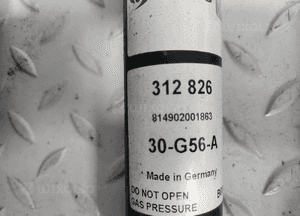 312 826
814902001863
30-G56-A
Made in Germany
DO NOT OPEN
GAS PRESSURE